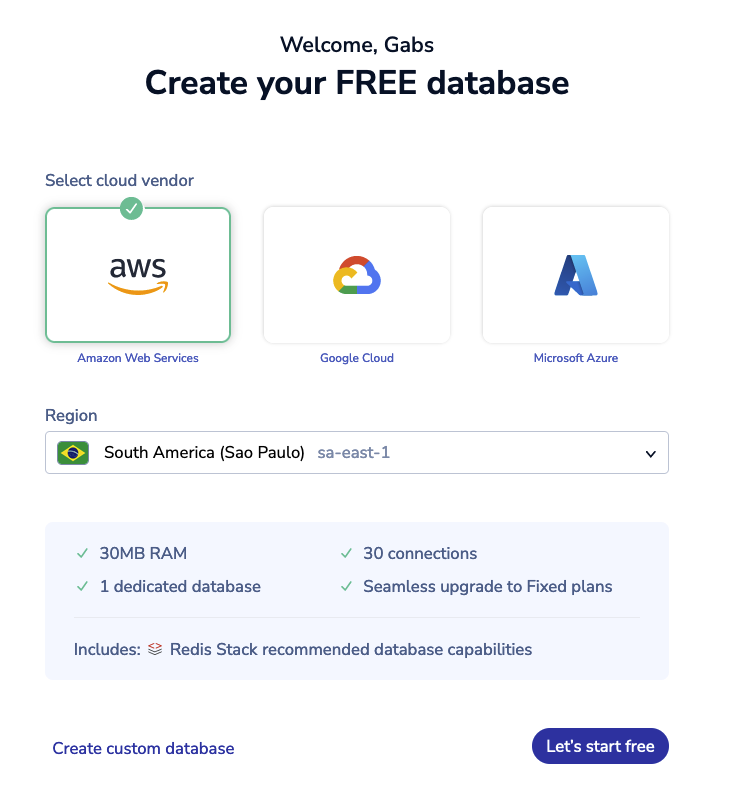 Welcome, Gabs
Create your FREE database
Select cloud vendor
aws
Amazon Web Services
Google Cloud
Microsoft Azure
Region
South America (Sao Paulo) sa-east-1
30MB RAM
30 connections
1 dedicated database
Seamless upgrade to Fixed plans
Includes: Redis Stack recommended database capabilities
Create custom database
Let's start free